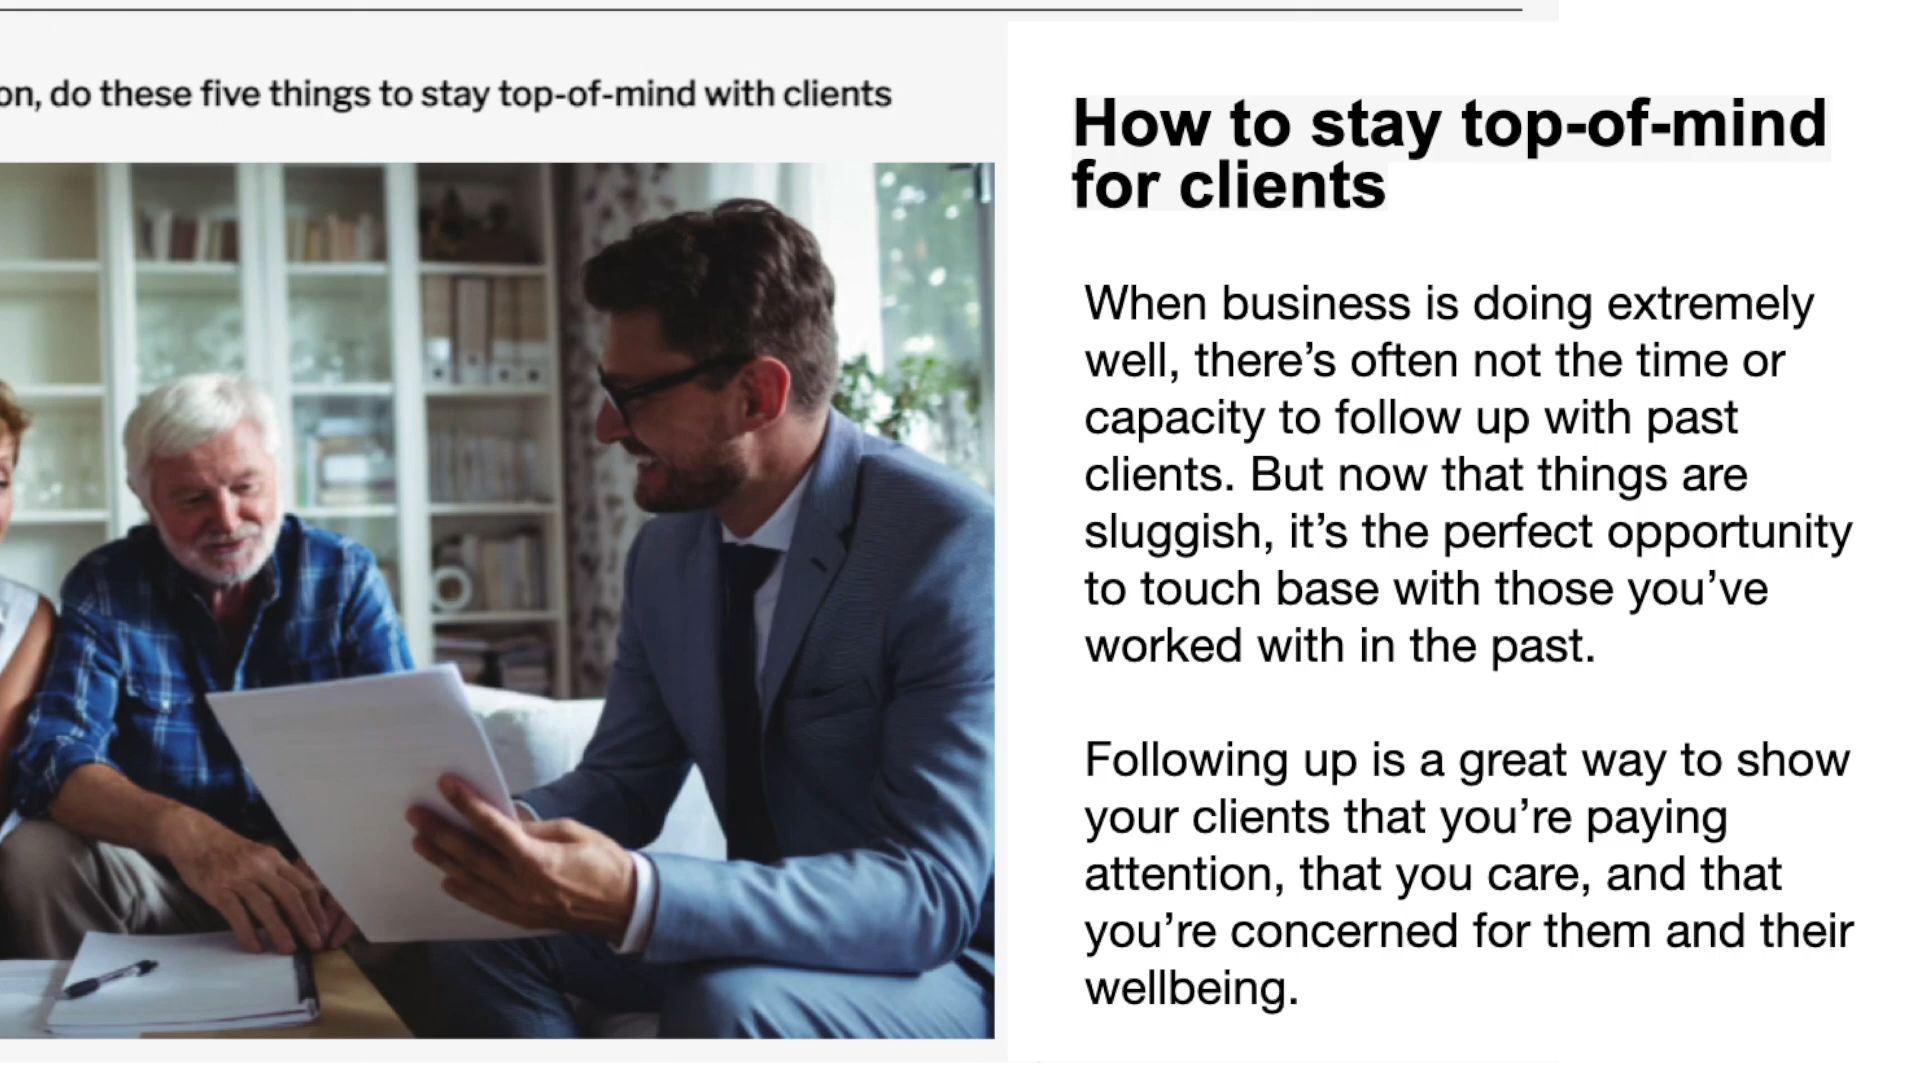 on, do these five things to stay top-of-mind with clients
How to stay top-of-mind
for clients
When business is doing extremely
well, there’s often not the time or
capacity to follow up with past
clients. But now that things are
sluggish, it’s the perfect opportunity
to touch base with those you’ve
worked with in the past.
Following up is a great way to show
your clients that you’re paying
attention, that you care, and that
you’re concerned for them and their
wellbeing.